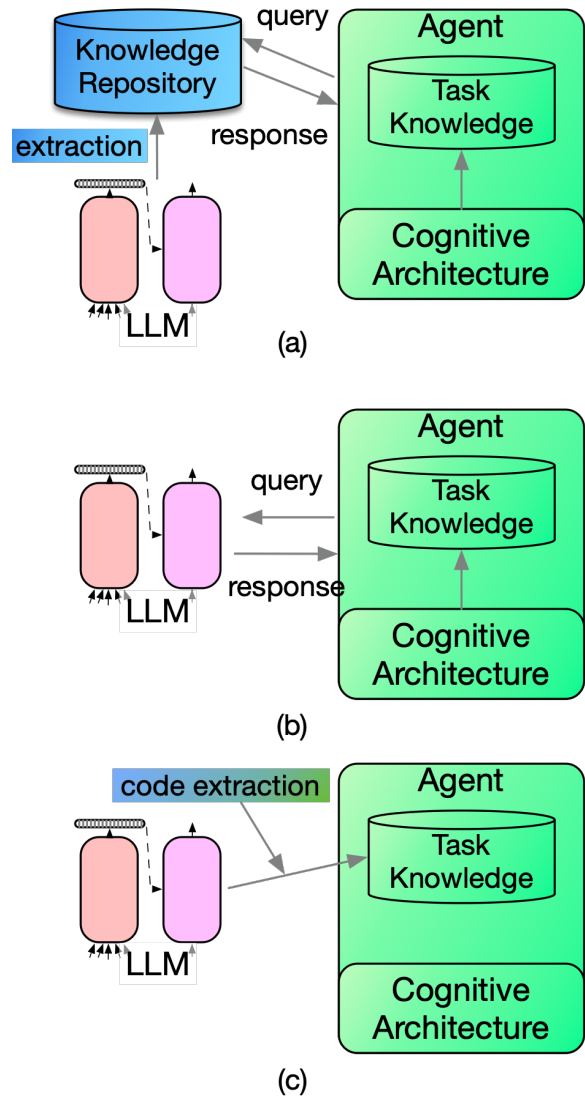 query
Agent
Knowledge
Repository
Task
Knowledge
response
extraction
Cognitive
Architecture
LLM
(a)
Agent
query
Task
Knowledge
response
LLM
Cognitive
Architecture
(b)
code extraction
Agent
Task
Knowledge
LLM
Cognitive
Architecture
(c)